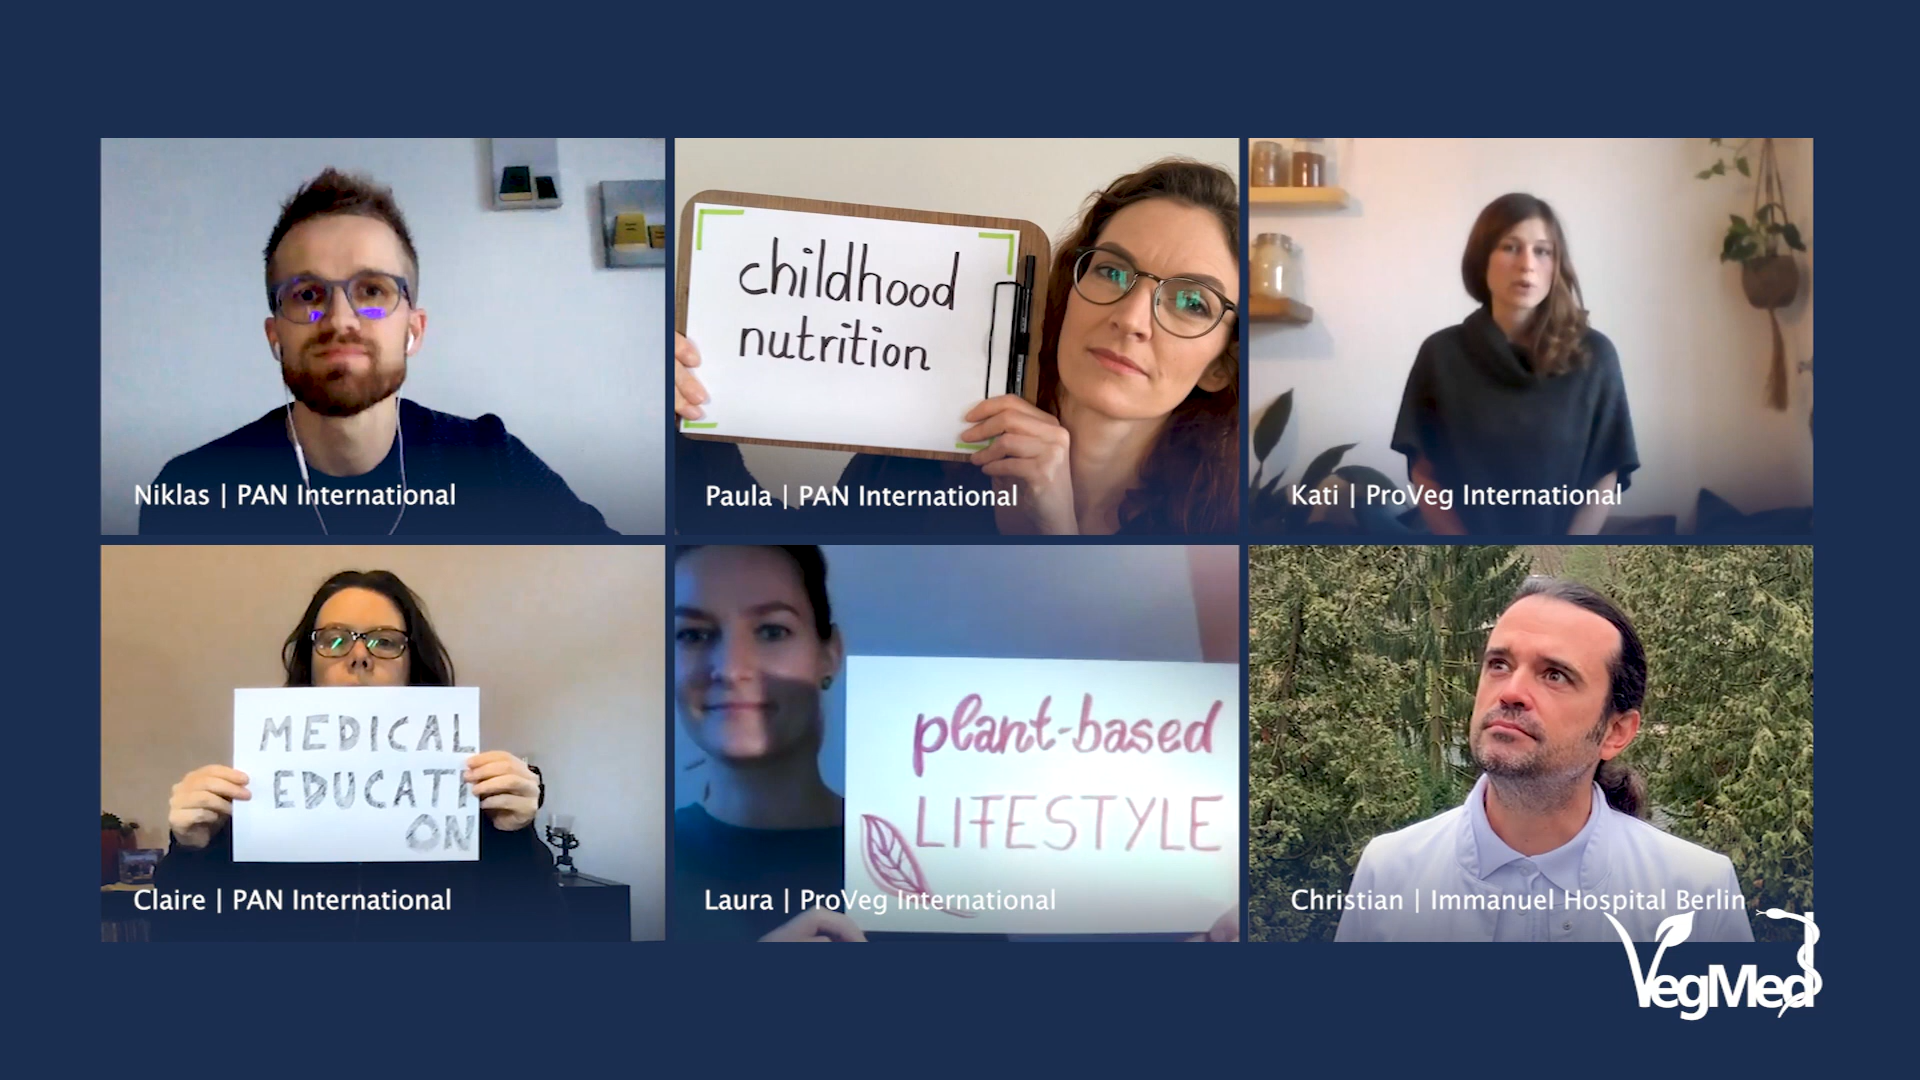 childhood
nutrition
Niklas | PAN International
Paula | PAN International
Kati | ProVeg International
MEDICAL
EDUCATI
ON
plant-based
LIFESTYLE
Claire | PAN International
Laura | ProVeg International
Christian | Immanuel Hospital Berlin
VegMed